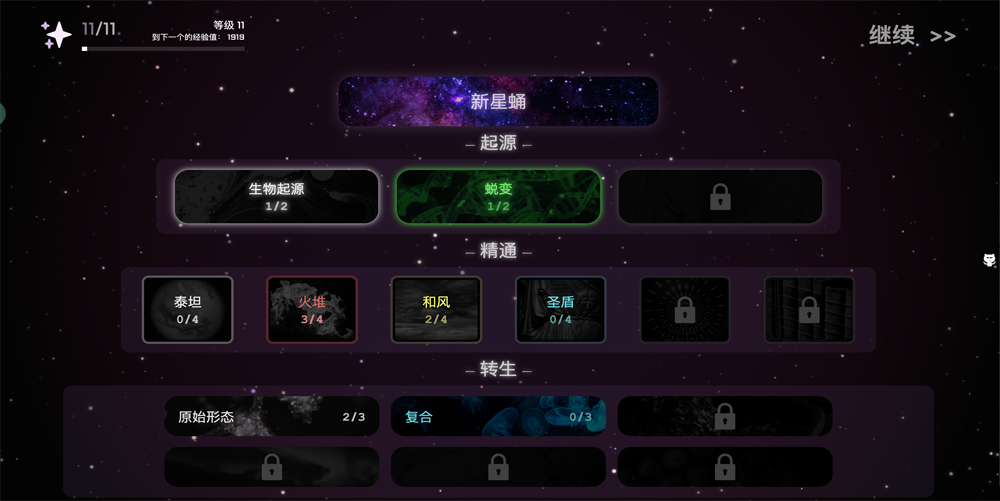 11/11
等级 11
到下一个的经验值： 1919
继续 >>
新星蛹
– 起源 –
生物起源
1/2
蜕变
1/2
– 精通 –
泰坦
0/4
火堆
3/4
和风
2/4
圣盾
0/4
– 转生 –
原始形态 2/3
复合 0/3